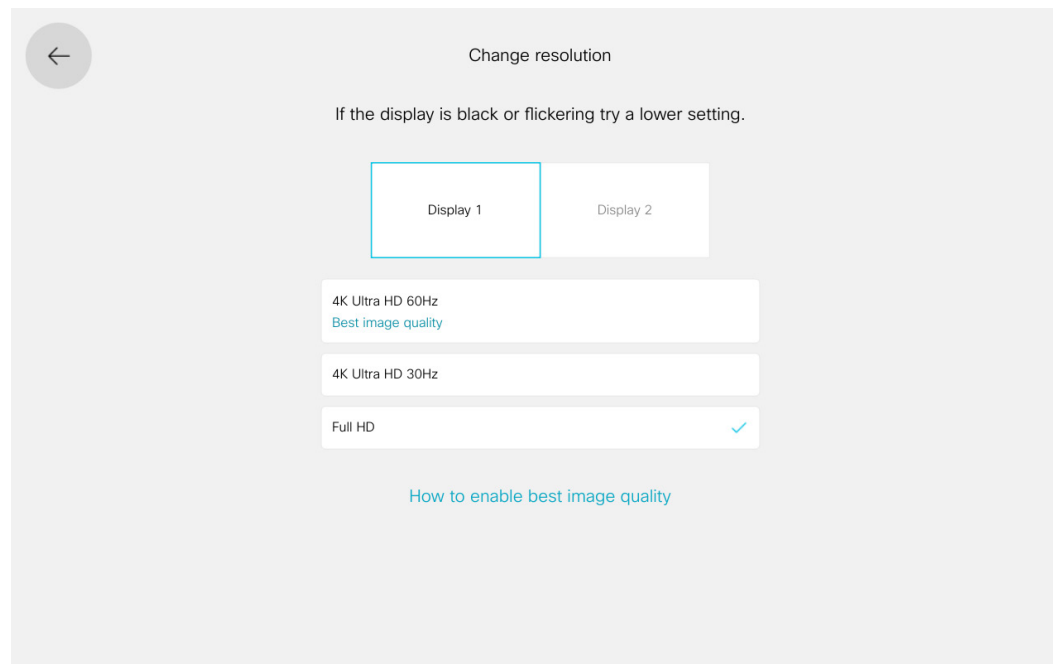 Change resolution
If the display is black or flickering try a lower setting.
Display 1
Display 2
4K Ultra HD 60Hz
Best image quality
4K Ultra HD 30Hz
Full HD
How to enable best image quality